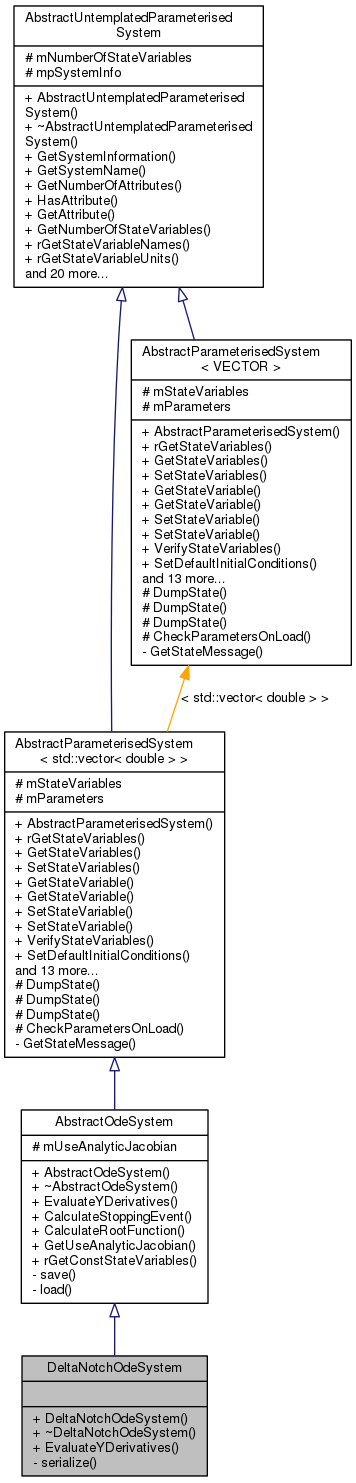 AbstractUntemplatedParameterised
System
# mNumberOfStateVariables
# mpSystemInfo
+ AbstractUntemplatedParameterised
System()
+ ~AbstractUntemplatedParameterised
System()
+ GetSystemInformation()
+ GetSystemName()
+ GetNumberOfAttributes()
+ HasAttribute()
+ GetAttribute()
+ GetNumberOfStateVariables()
+ rGetStateVariableNames()
+ rGetStateVariableUnits()
and 20 more...
AbstractParameterisedSystem
< VECTOR >
# mStateVariables
# mParameters
+ AbstractParameterisedSystem()
+ rGetStateVariables()
+ GetStateVariables()
+ SetStateVariables()
+ GetStateVariable()
+ GetStateVariable()
+ SetStateVariable()
+ SetStateVariable()
+ VerifyStateVariables()
+ SetDefaultInitialConditions()
and 13 more...
# DumpState()
# DumpState()
# DumpState()
# CheckParametersOnLoad()
- GetStateMessage()
< std::vector< double > >
AbstractParameterisedSystem
< std::vector< double > >
# mStateVariables
# mParameters
+ AbstractParameterisedSystem()
+ rGetStateVariables()
+ GetStateVariables()
+ SetStateVariables()
+ GetStateVariable()
+ GetStateVariable()
+ SetStateVariable()
+ SetStateVariable()
+ VerifyStateVariables()
+ SetDefaultInitialConditions()
and 13 more...
# DumpState()
# DumpState()
# DumpState()
# CheckParametersOnLoad()
- GetStateMessage()
AbstractOdeSystem
# mUseAnalyticJacobian
+ AbstractOdeSystem()
+ ~AbstractOdeSystem()
+ EvaluateYDerivatives()
+ CalculateStoppingEvent()
+ CalculateRootFunction()
+ GetUseAnalyticJacobian()
+ rGetConstStateVariables()
- save()
- load()
DeltaNotchOdeSystem
+ DeltaNotchOdeSystem()
+ ~DeltaNotchOdeSystem()
+ EvaluateYDerivatives()
- serialize()